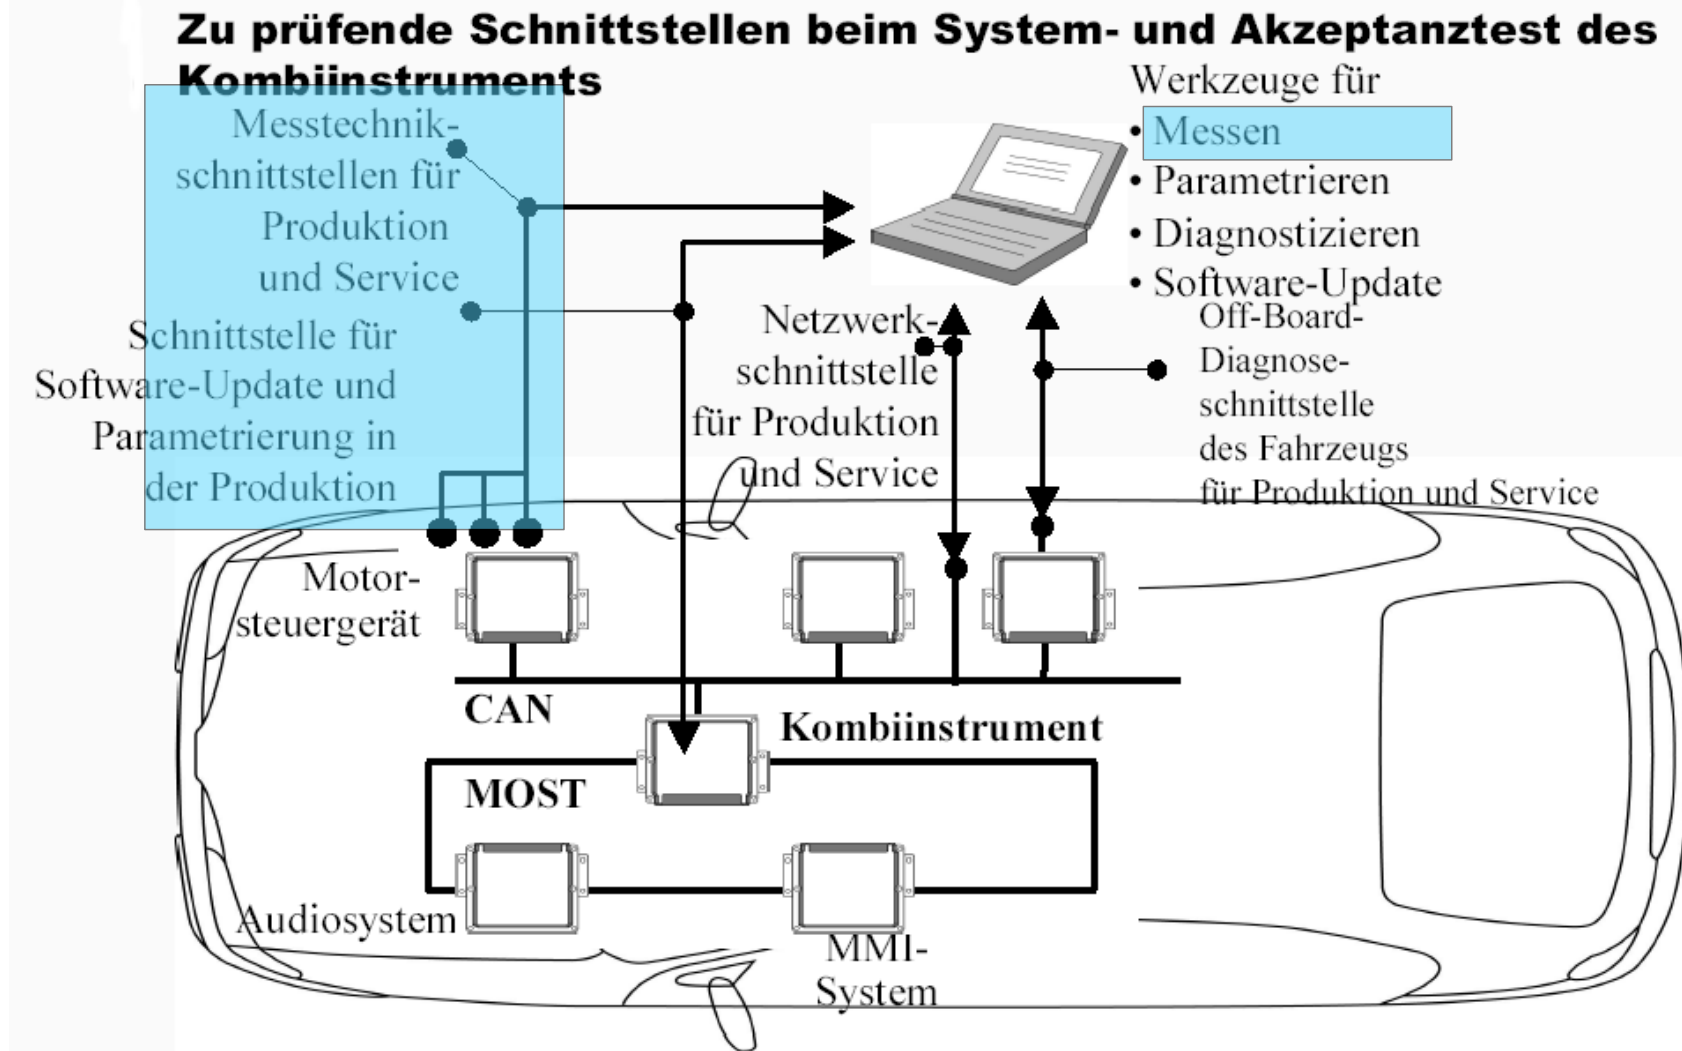 Zu prüfende Schnittstellen beim System- und Akzeptanztest des
Kombiinstruments
Messtechnik-
schnittstellen für
Produktion
und Service
Schnittstelle für
Software-Update und
Parametrierung in
der Produktion
Werkzeuge für
• Messen
• Parametrieren
• Diagnostizieren
• Software-Update
Netzwerk-
schnittstelle
für Produktion
und Service
Off-Board-
Diagnose-
schnittstelle
des Fahrzeugs
für Produktion und Service
Motor-
steuergerät
CAN
Kombiinstrument
MOST
Audiosystem
MMI-
System